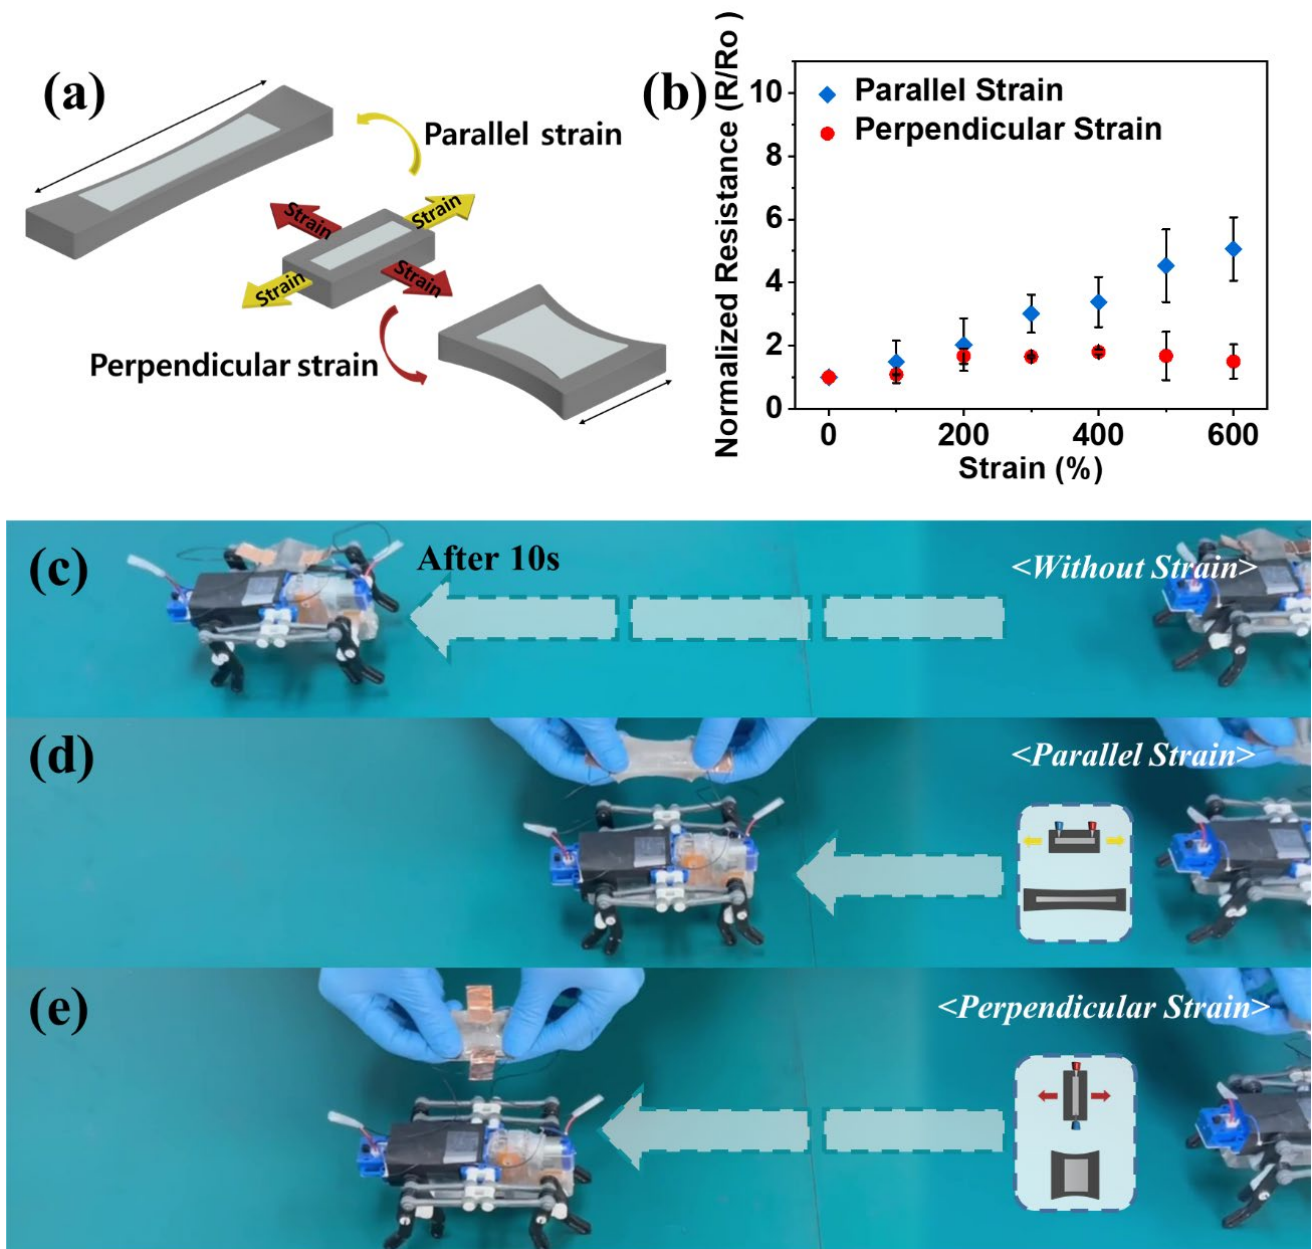 (a)
Parallel strain
Strain
Strain
Strain
Strain
Perpendicular strain
(b)
Normalized Resistance (R/Ro )
10
8
6
4
2
0
Parallel Strain
Perpendicular Strain
0
200
400
600
Strain (%)
(c)
After 10s
<Without Strain>
(d)
<Parallel Strain>
(e)
<Perpendicular Strain>